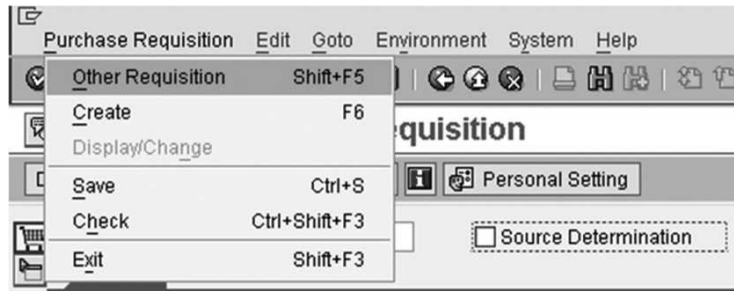 Purchase Requisition Edit Goto Environment System Help
Other Requisition Shift+F5
Create F6
quisition
Display/Change
Save Ctrl+S
Personal Setting
Check Ctrl+Shift+F3
Source Determination
Exit Shift+F3